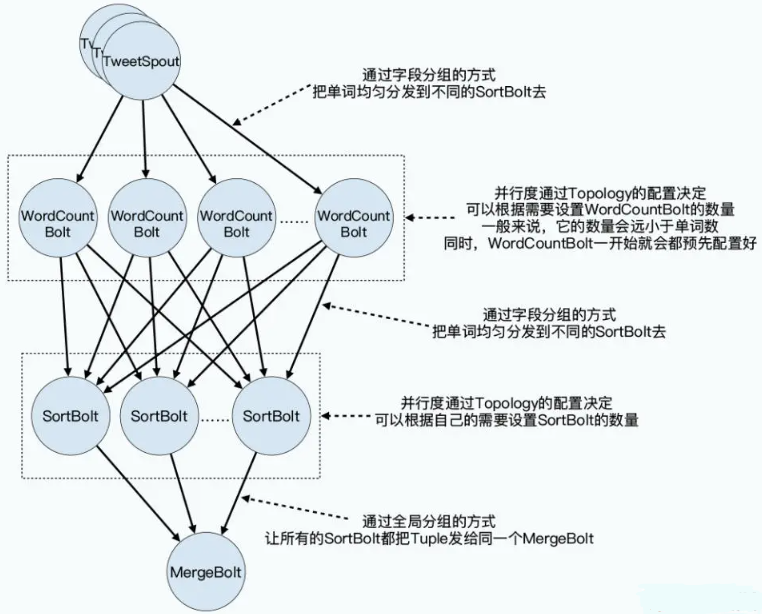 Tw
Tw
TweetSpout
通过字段分组的方式
把单词均匀分发到不同的SortBolt去
WordCount
Bolt
WordCount
Bolt
WordCount
Bolt
......
WordCount
Bolt
并行度通过Topology的配置决定
可以根据需要设置WordCountBolt的数量
一般来说，它的数量会远小于单词数
同时，WordCountBolt一开始就会都预先配置好
通过字段分组的方式
把单词均匀分发到不同的SortBolt去
SortBolt
SortBolt
......
SortBolt
并行度通过Topology的配置决定
可以根据自己的需要设置SortBolt的数量
通过全局分组的方式
让所有的SortBolt都把Tuple发给同一个MergeBolt
MergeBolt